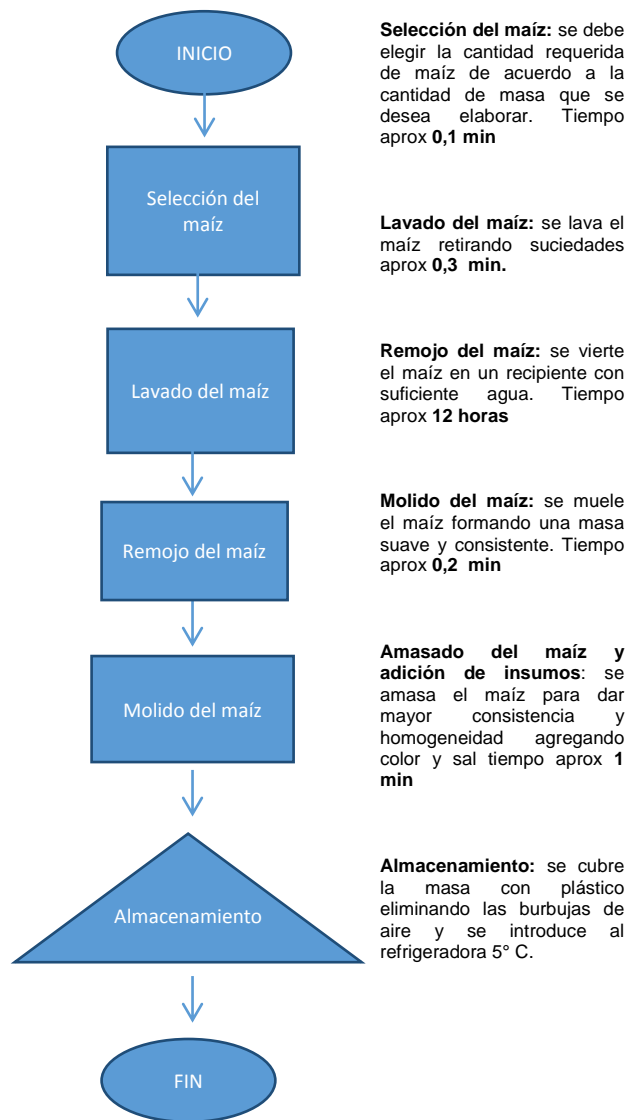 INICIO
Selección del
maíz
Lavado del maíz
Remojo del maíz
Molido del maíz
Almacenamiento
FIN
Selección del maíz: se debe
elegir la cantidad requerida
de maíz de acuerdo a la
cantidad de masa que se
desea elaborar. Tiempo
aprox 0,1 min
Lavado del maíz: se lava el
maíz retirando suciedades
aprox 0,3 min.
Remojo del maíz: se vierte
el maíz en un recipiente con
suficiente agua. Tiempo
aprox 12 horas
Molido del maíz: se muele
el maíz formando una masa
suave y consistente. Tiempo
aprox 0,2 min
Amasado del maíz y
adición de insumos: se
amasa el maíz para dar
mayor consistencia y
homogeneidad agregando
color y sal tiempo aprox 1
min
Almacenamiento: se cubre
la masa con plástico
eliminando las burbujas de
aire y se introduce al
refrigeradora 5° C.